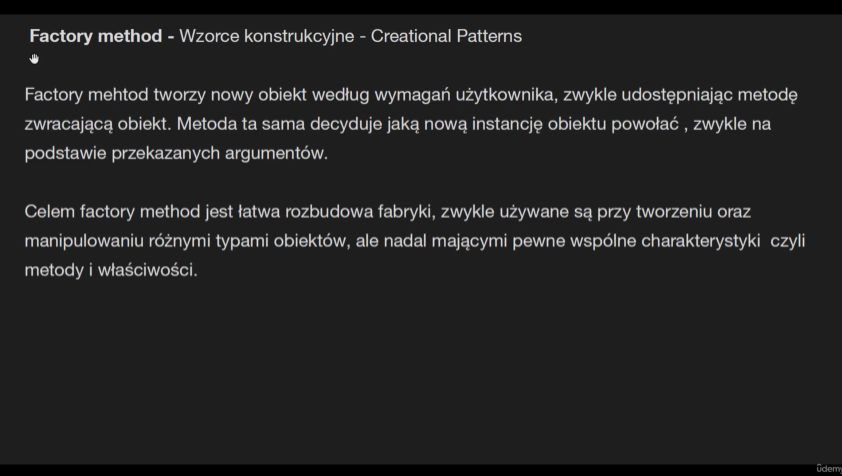 Factory method - Wzorce konstrukcyjne - Creational Patterns
Factory mehtod tworzy nowy obiekt według wymagań użytkownika, zwykle udostępniając metodę
zwracającą obiekt. Metoda ta sama decyduje jaką nową instancję obiektu powołać , zwykle na
podstawie przekazanych argumentów.
Celem factory method jest łatwa rozbudowa fabryki, zwykle używane są przy tworzeniu oraz
manipulowaniu różnymi typami obiektów, ale nadal mającymi pewne wspólne charakterystyki  czyli
metody i właściwości.
ûdemy